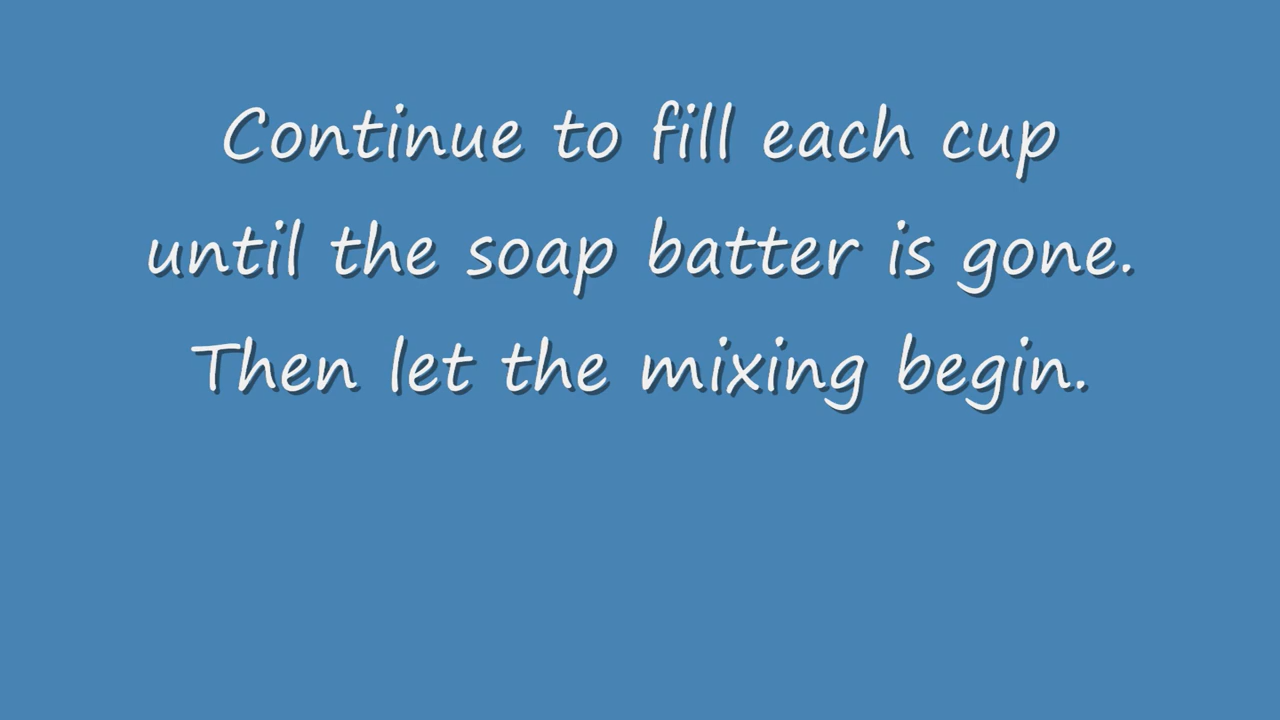 Continue to fill each cup
until the soap batter is gone.
Then let the mixing begin.